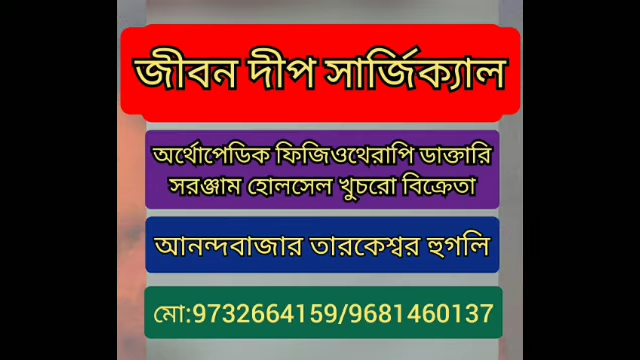 জীবন দীপ সার্জিক্যাল
অর্থোপেডিক ফিজিওথেরাপি ডাক্তারি
সরঞ্জাম হোলসেল খুচরো বিক্রেতা
আনন্দবাজার তারকেশ্বর হুগলি
মো:9732664159/9681460137